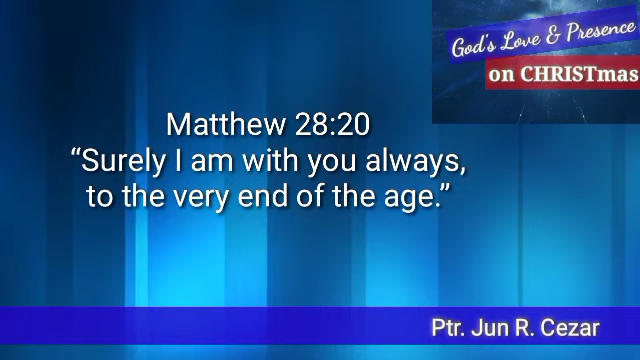 God's Love & Presence
on CHRISTmas
Matthew 28:20
“Surely I am with you always,
to the very end of the age.”
Ptr. Jun R. Cezar